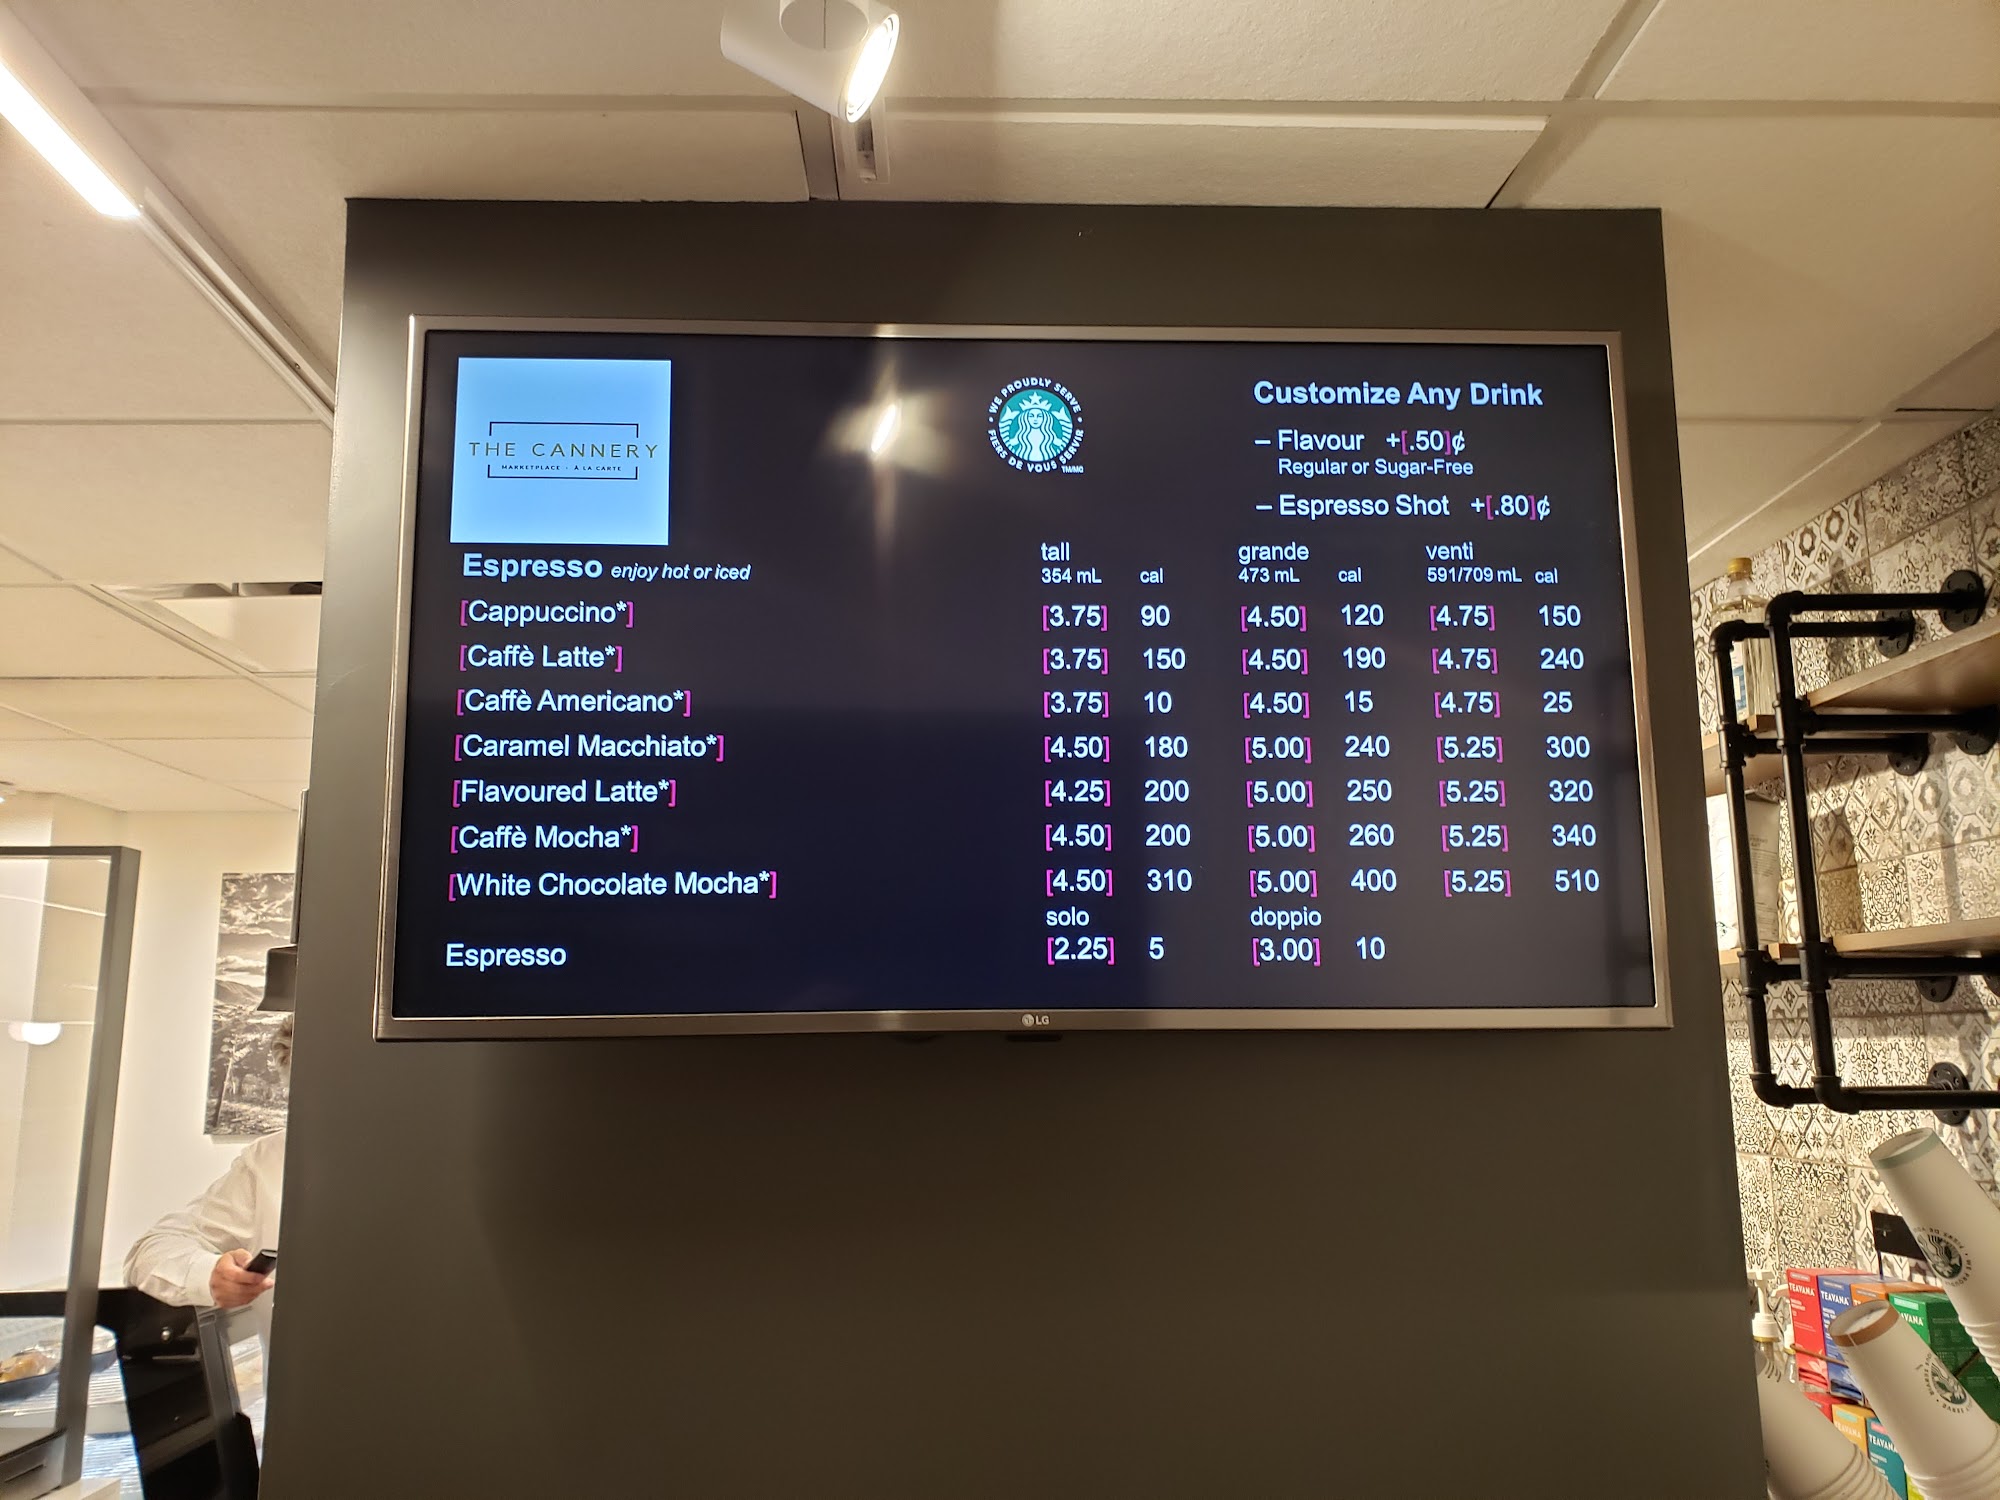 THE CANNERY
MARKETPLACE · À LA CARTE
WE PROUDLY SERVE
FIERS DE VOUS SERVIR
TM/MC
Customize Any Drink
– Flavour +[.50]¢
Regular or Sugar-Free
– Espresso Shot +[.80]¢
tall grande venti
Espresso enjoy hot or iced 354 mL cal 473 mL cal 591/709 mL cal
[Cappuccino*] [3.75] 90 [4.50] 120 [4.75] 150
[Caffè Latte*] [3.75] 150 [4.50] 190 [4.75] 240
[Caffè Americano*] [3.75] 10 [4.50] 15 [4.75] 25
[Caramel Macchiato*] [4.50] 180 [5.00] 240 [5.25] 300
[Flavoured Latte*] [4.25] 200 [5.00] 250 [5.25] 320
[Caffè Mocha*] [4.50] 200 [5.00] 260 [5.25] 340
[White Chocolate Mocha*] [4.50] 310 [5.00] 400 [5.25] 510
solo doppio
Espresso [2.25] 5 [3.00] 10
LG
TEAVANA
TEAVANA
TEAVANA